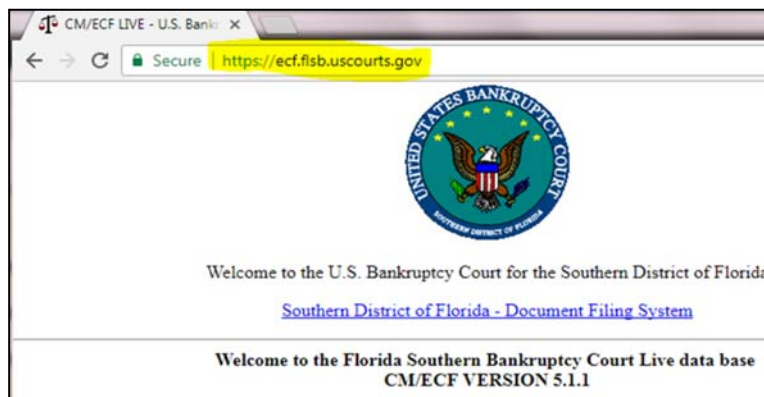 CM/ECF LIVE - U.S. Bankr
Secure | https://ecf.flsb.uscourts.gov
UNITED STATES BANKRUPTCY COURT
SOUTHERN DISTRICT OF FLORIDA
Welcome to the U.S. Bankruptcy Court for the Southern District of Florida
Southern District of Florida - Document Filing System
Welcome to the Florida Southern Bankruptcy Court Live data base
CM/ECF VERSION 5.1.1